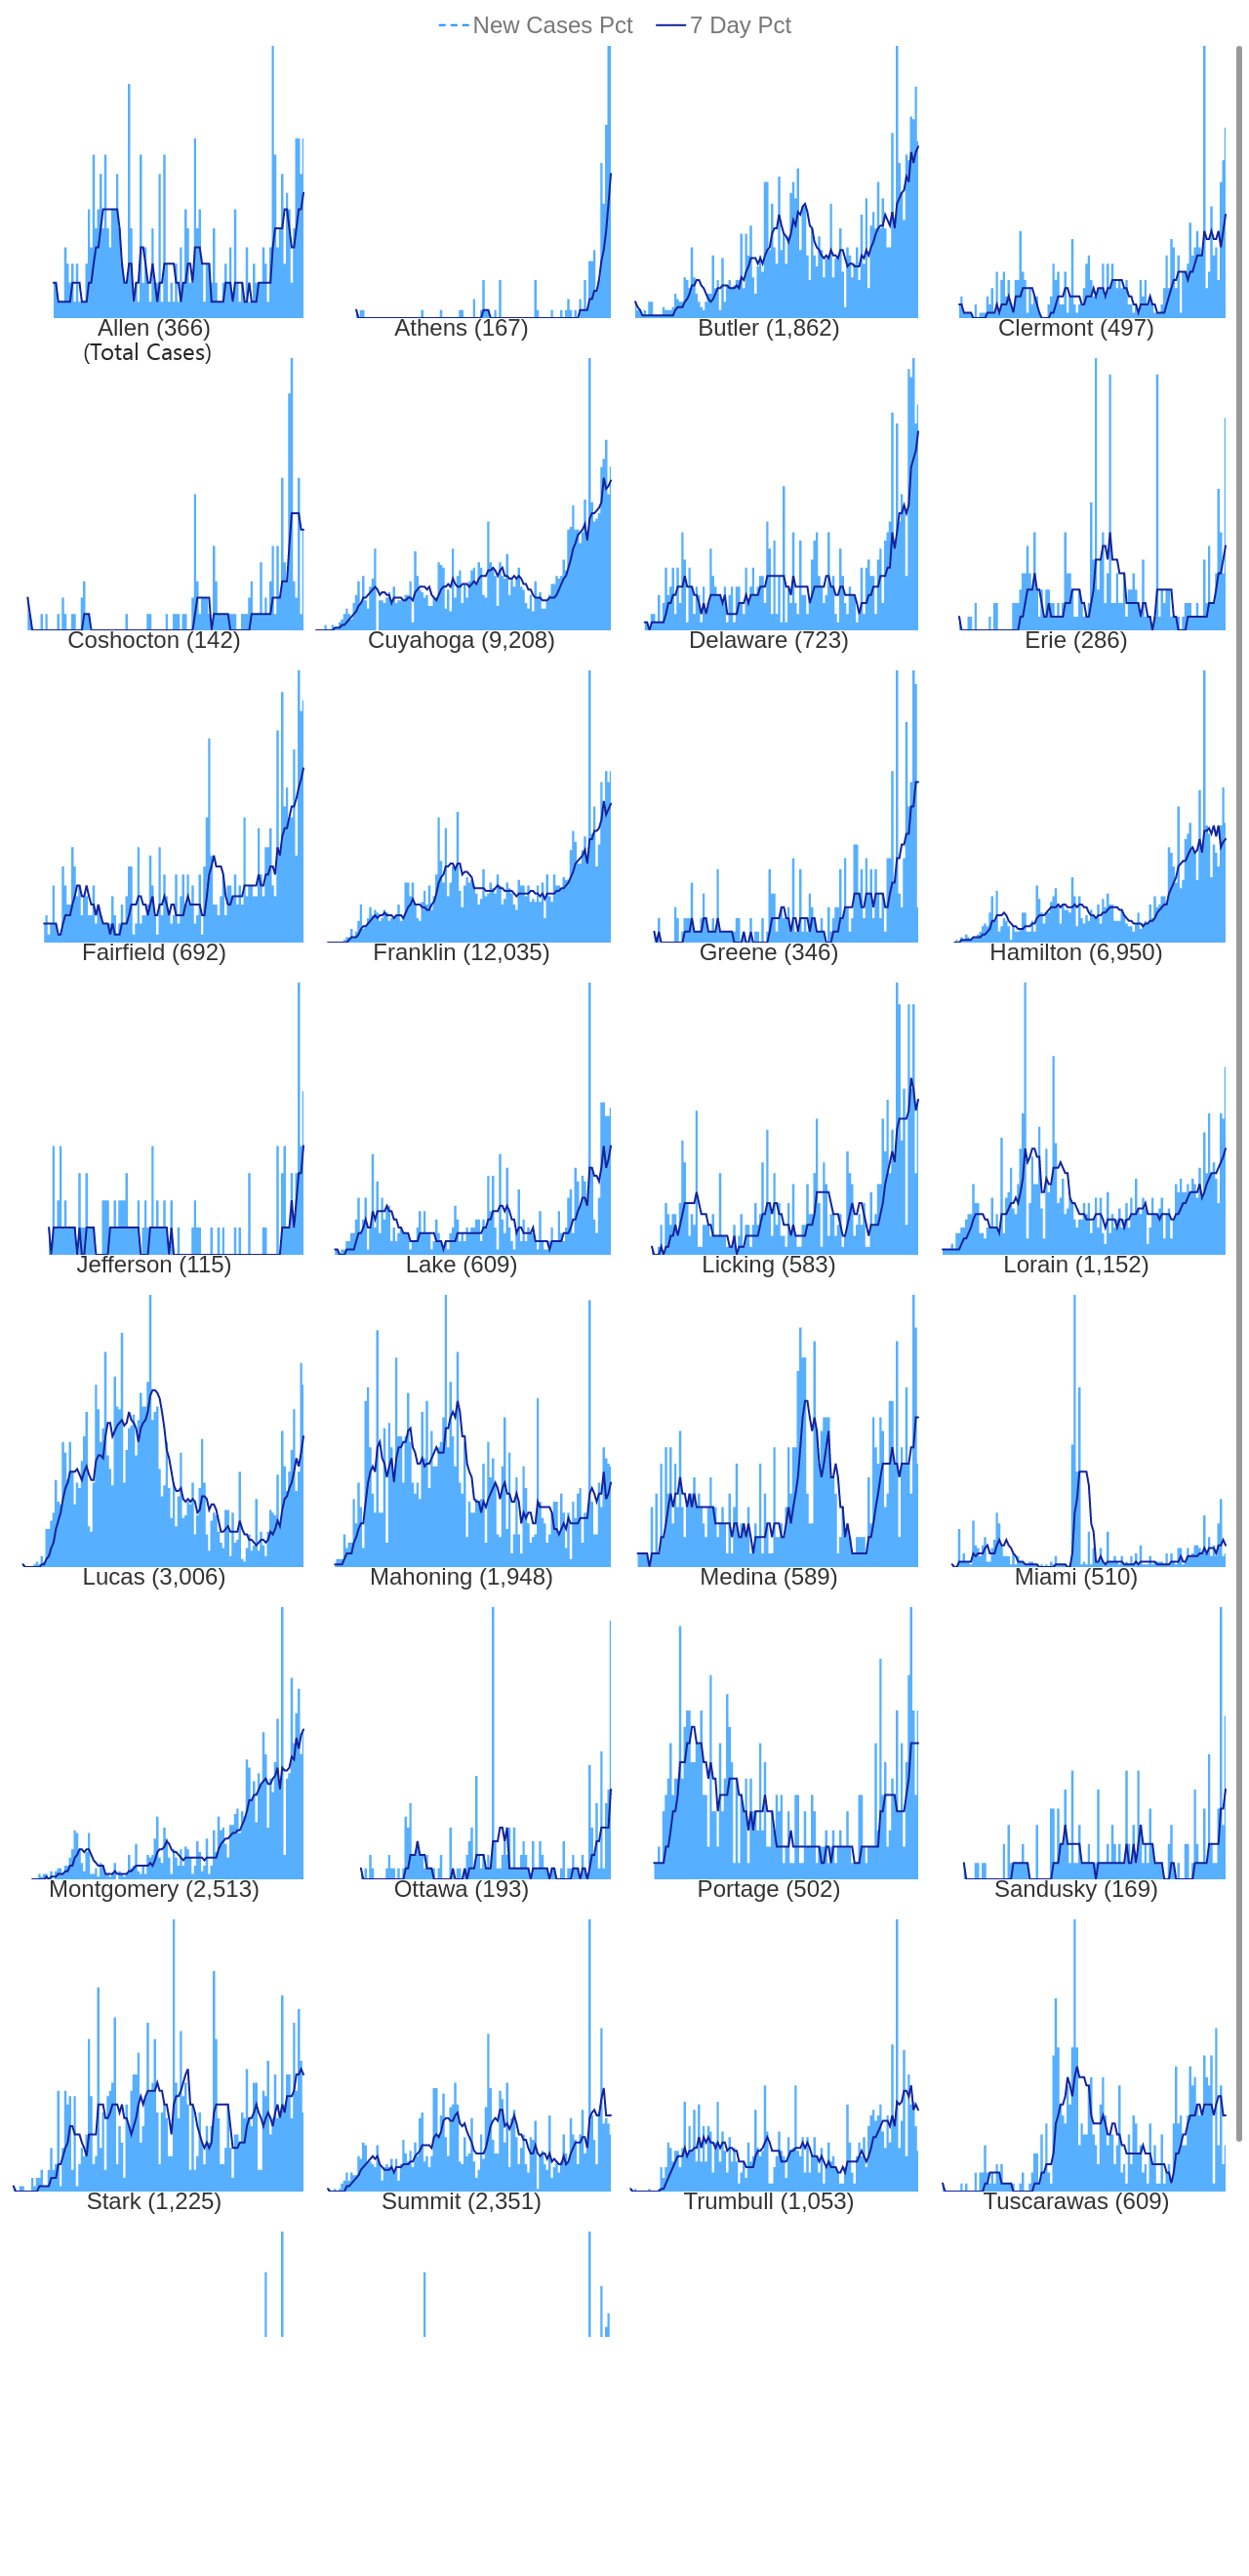 New Cases Pct 7 Day Pct
Allen (366) Athens (167) Butler (1,862) Clermont (497)
(Total Cases)
Coshocton (142) Cuyahoga (9,208) Delaware (723) Erie (286)
Fairfield (692) Franklin (12,035) Greene (346) Hamilton (6,950)
Jefferson (115) Lake (609) Licking (583) Lorain (1,152)
Lucas (3,006) Mahoning (1,948) Medina (589) Miami (510)
Montgomery (2,513) Ottawa (193) Portage (502) Sandusky (169)
Stark (1,225) Summit (2,351) Trumbull (1,053) Tuscarawas (609)